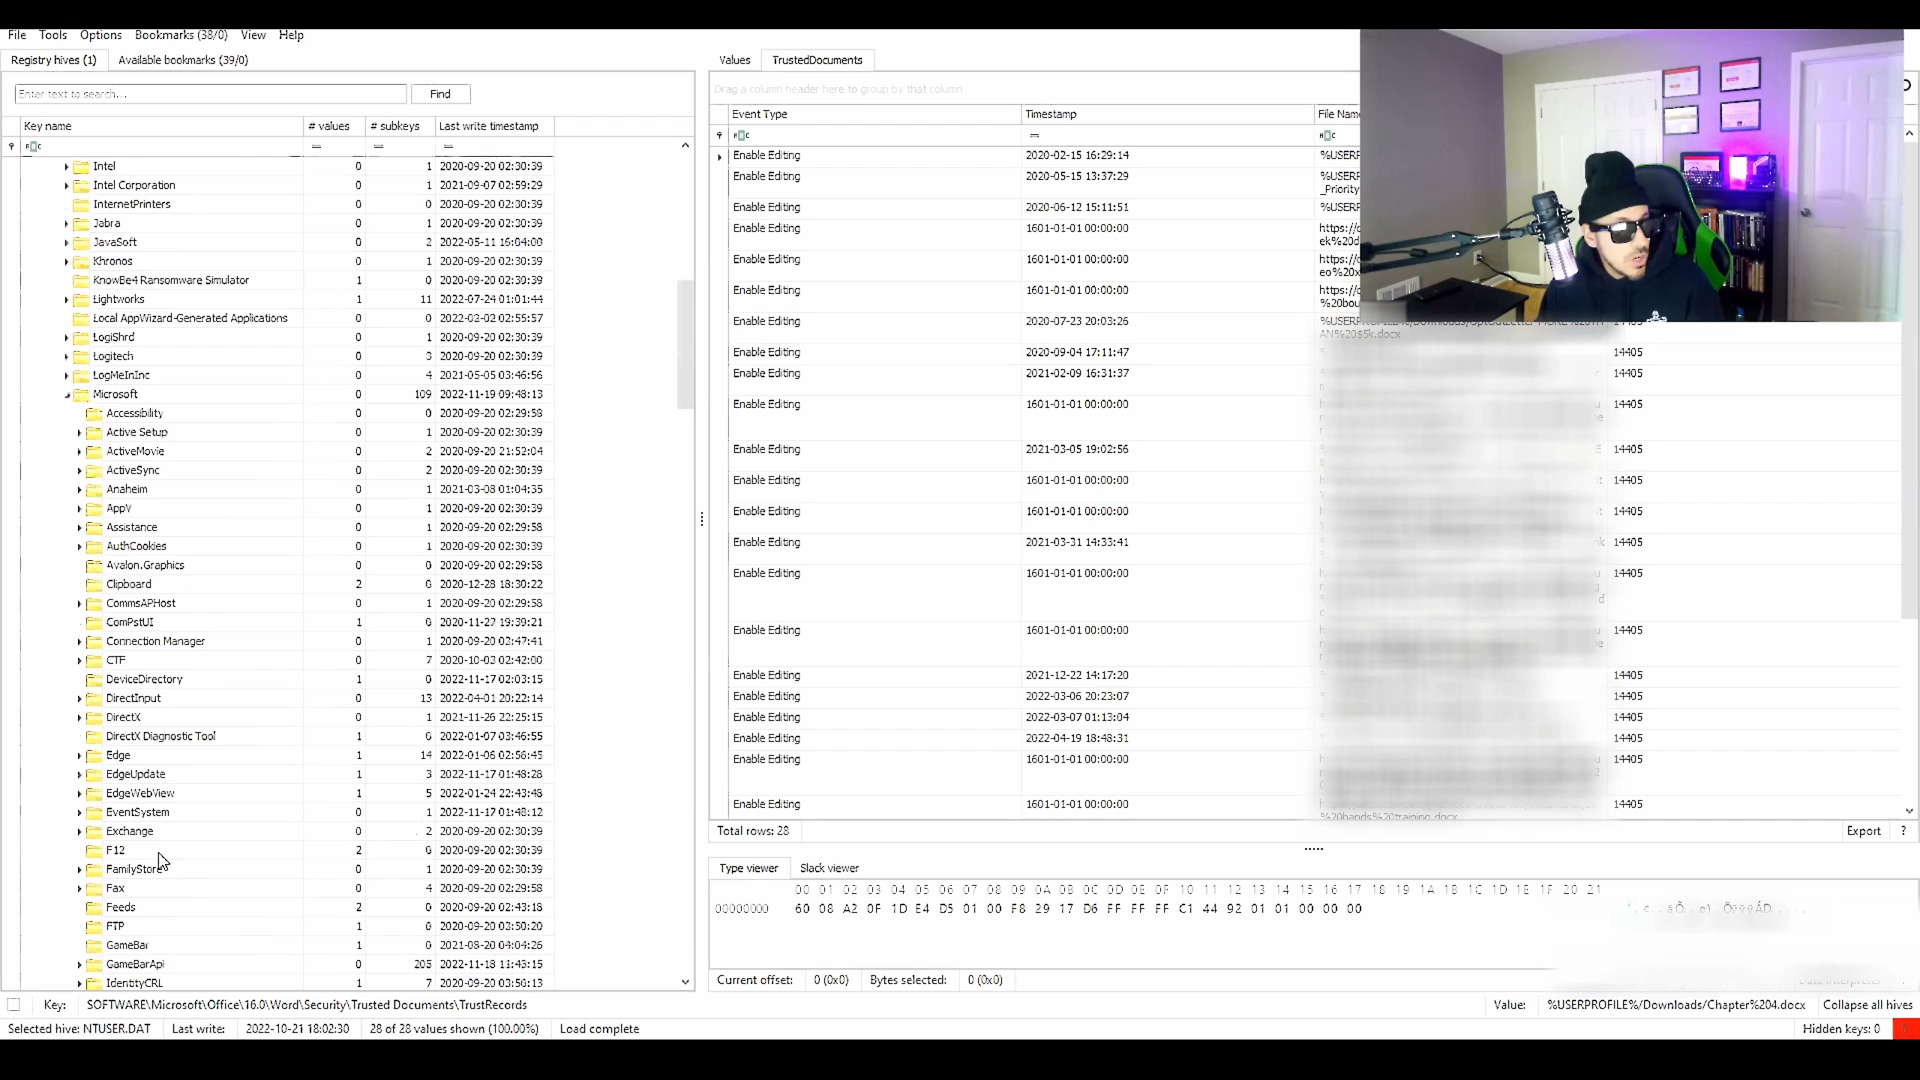 File Tools Options Bookmarks (38/0) View Help
Registry hives (1) Available bookmarks (39/0)
Enter text to search... Find
Key name # values # subkeys Last write timestamp
Intel 0 1 2020-09-20 02:30:39
Intel Corporation 0 1 2021-09-07 02:59:29
InternetPrinters 0 0 2020-09-20 02:30:39
Jabra 0 1 2020-09-20 02:30:39
JavaSoft 0 2 2022-05-11 16:04:00
Khronos 0 1 2020-09-20 02:30:39
KnowBe4 Ransomware Simulator 1 0 2020-09-20 02:30:39
Lightworks 1 11 2022-07-24 01:01:44
Local AppWizard-Generated Applications 0 0 2022-03-02 02:55:57
LogiShrd 0 1 2020-09-20 02:30:39
Logitech 0 3 2020-09-20 02:30:39
LogMeInInc 0 4 2021-05-05 03:46:56
Microsoft 0 109 2022-11-19 09:48:13
Accessibility 0 0 2020-09-20 02:29:58
Active Setup 0 1 2020-09-20 02:30:39
ActiveMovie 0 2 2020-09-20 21:52:04
ActiveSync 0 2 2020-09-20 02:30:39
Anaheim 0 1 2021-03-08 01:04:35
AppV 0 1 2020-09-20 02:30:39
Assistance 0 1 2020-09-20 02:29:58
AuthCookies 0 1 2020-09-20 02:30:39
Avalon.Graphics 0 0 2020-09-20 02:29:58
Clipboard 2 0 2020-12-28 18:30:22
CommsAPHost 0 1 2020-09-20 02:29:58
ComPstUI 1 0 2020-11-27 19:39:21
Connection Manager 0 1 2020-09-20 03:47:41
CTF 0 7 2020-10-03 02:42:00
DeviceDirectory 1 0 2022-11-17 02:03:15
DirectInput 0 13 2022-04-01 20:22:14
DirectX 0 1 2021-11-26 22:25:15
DirectX Diagnostic Tool 1 0 2022-01-07 03:46:55
Edge 1 14 2022-01-06 02:56:45
EdgeUpdate 1 3 2022-11-17 01:48:28
EdgeWebView 1 5 2022-01-24 22:43:48
EventSystem 0 1 2022-11-17 01:48:12
Exchange 0 2 2020-09-20 02:30:39
F12 2 0 2020-09-20 02:30:39
FamilyStore 0 1 2020-09-20 02:30:39
Fax 0 4 2020-09-20 02:29:58
Feeds 2 0 2020-09-20 02:43:18
FTP 1 0 2020-09-20 03:50:20
GameBar 1 0 2021-08-20 04:04:26
GameBarApi 0 205 2022-11-18 11:43:15
IdentityCRL 1 7 2020-09-20 03:50:13
Values TrustedDocuments
Drag a column header here to group by that column
Event Type Timestamp File Name
Enable Editing 2020-02-15 16:29:14 %USERP
Enable Editing 2020-05-15 13:37:29 %USERP
_Priority
Enable Editing 2020-06-12 15:11:51 %USERP
Enable Editing 1601-01-01 00:00:00 https://
ek%20d
Enable Editing 1601-01-01 00:00:00 https://
eo%20
Enable Editing 1601-01-01 00:00:00 https://
%20bou
Enable Editing 2020-07-23 20:03:26
AN%20$5k.docx
Enable Editing 2020-09-04 17:11:47 14405
Enable Editing 2021-02-09 16:31:37 14405
Enable Editing 1601-01-01 00:00:00 14405
Enable Editing 2021-03-05 19:02:56 14405
Enable Editing 1601-01-01 00:00:00 14405
Enable Editing 1601-01-01 00:00:00 14405
Enable Editing 2021-03-31 14:33:41 14405
Enable Editing 1601-01-01 00:00:00 14405
Enable Editing 1601-01-01 00:00:00 14405
Enable Editing 2021-12-22 14:17:20 14405
Enable Editing 2022-03-06 20:23:07 14405
Enable Editing 2022-03-07 01:13:04 14405
Enable Editing 2022-04-19 18:48:31 14405
Enable Editing 1601-01-01 00:00:00 14405
Enable Editing 1601-01-01 00:00:00 14405
%20hands%20training.docx
Total rows: 28 Export ?
Type viewer Slack viewer
00 01 02 03 04 05 06 07 08 09 0A 0B 0C 0D 0E 0F 10 11 12 13 14 15 16 17 18 19 1A 1B 1C 1D 1E 1F 20 21
00000000 60 08 A2 0F 1D E4 D5 01 00 F8 29 17 D6 FF FF FF C1 44 92 01 01 00 00 00
Current offset: 0 (0x0) Bytes selected: 0 (0x0)
Key: SOFTWARE\Microsoft\Office\16.0\Word\Security\Trusted Documents\TrustRecords Value: %USERPROFILE%/Downloads/Chapter%204.docx Collapse all hives
Selected hive: NTUSER.DAT Last write: 2022-10-21 18:02:30 28 of 28 values shown (100.00%) Load complete Hidden keys: 0